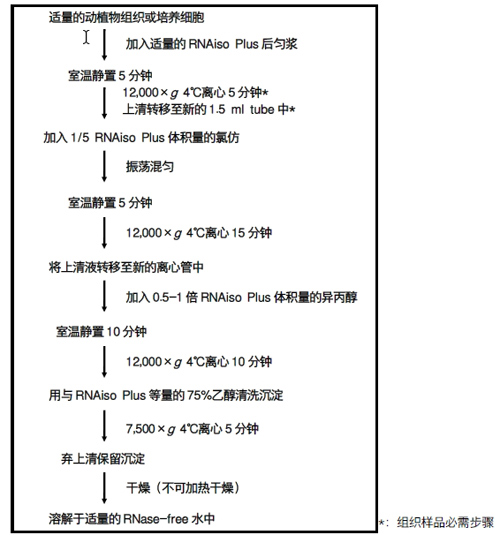 适量的动植物组织或培养细胞
加入适量的 RNAiso Plus 后匀浆
室温静置 5 分钟
12,000×g 4℃离心 5 分钟*
上清转移至新的 1.5 ml tube 中*
加入 1/5 RNAiso Plus 体积量的氯仿
振荡混匀
室温静置 5 分钟
12,000×g 4℃离心 15 分钟
将上清液转移至新的离心管中
加入 0.5-1 倍 RNAiso Plus 体积量的异丙醇
室温静置 10 分钟
12,000×g 4℃离心 10 分钟
用与 RNAiso Plus 等量的 75%乙醇清洗沉淀
7,500×g 4℃离心 5 分钟
弃上清保留沉淀
干燥（不可加热干燥）
溶解于适量的 RNase-free 水中
*：组织样品必需步骤